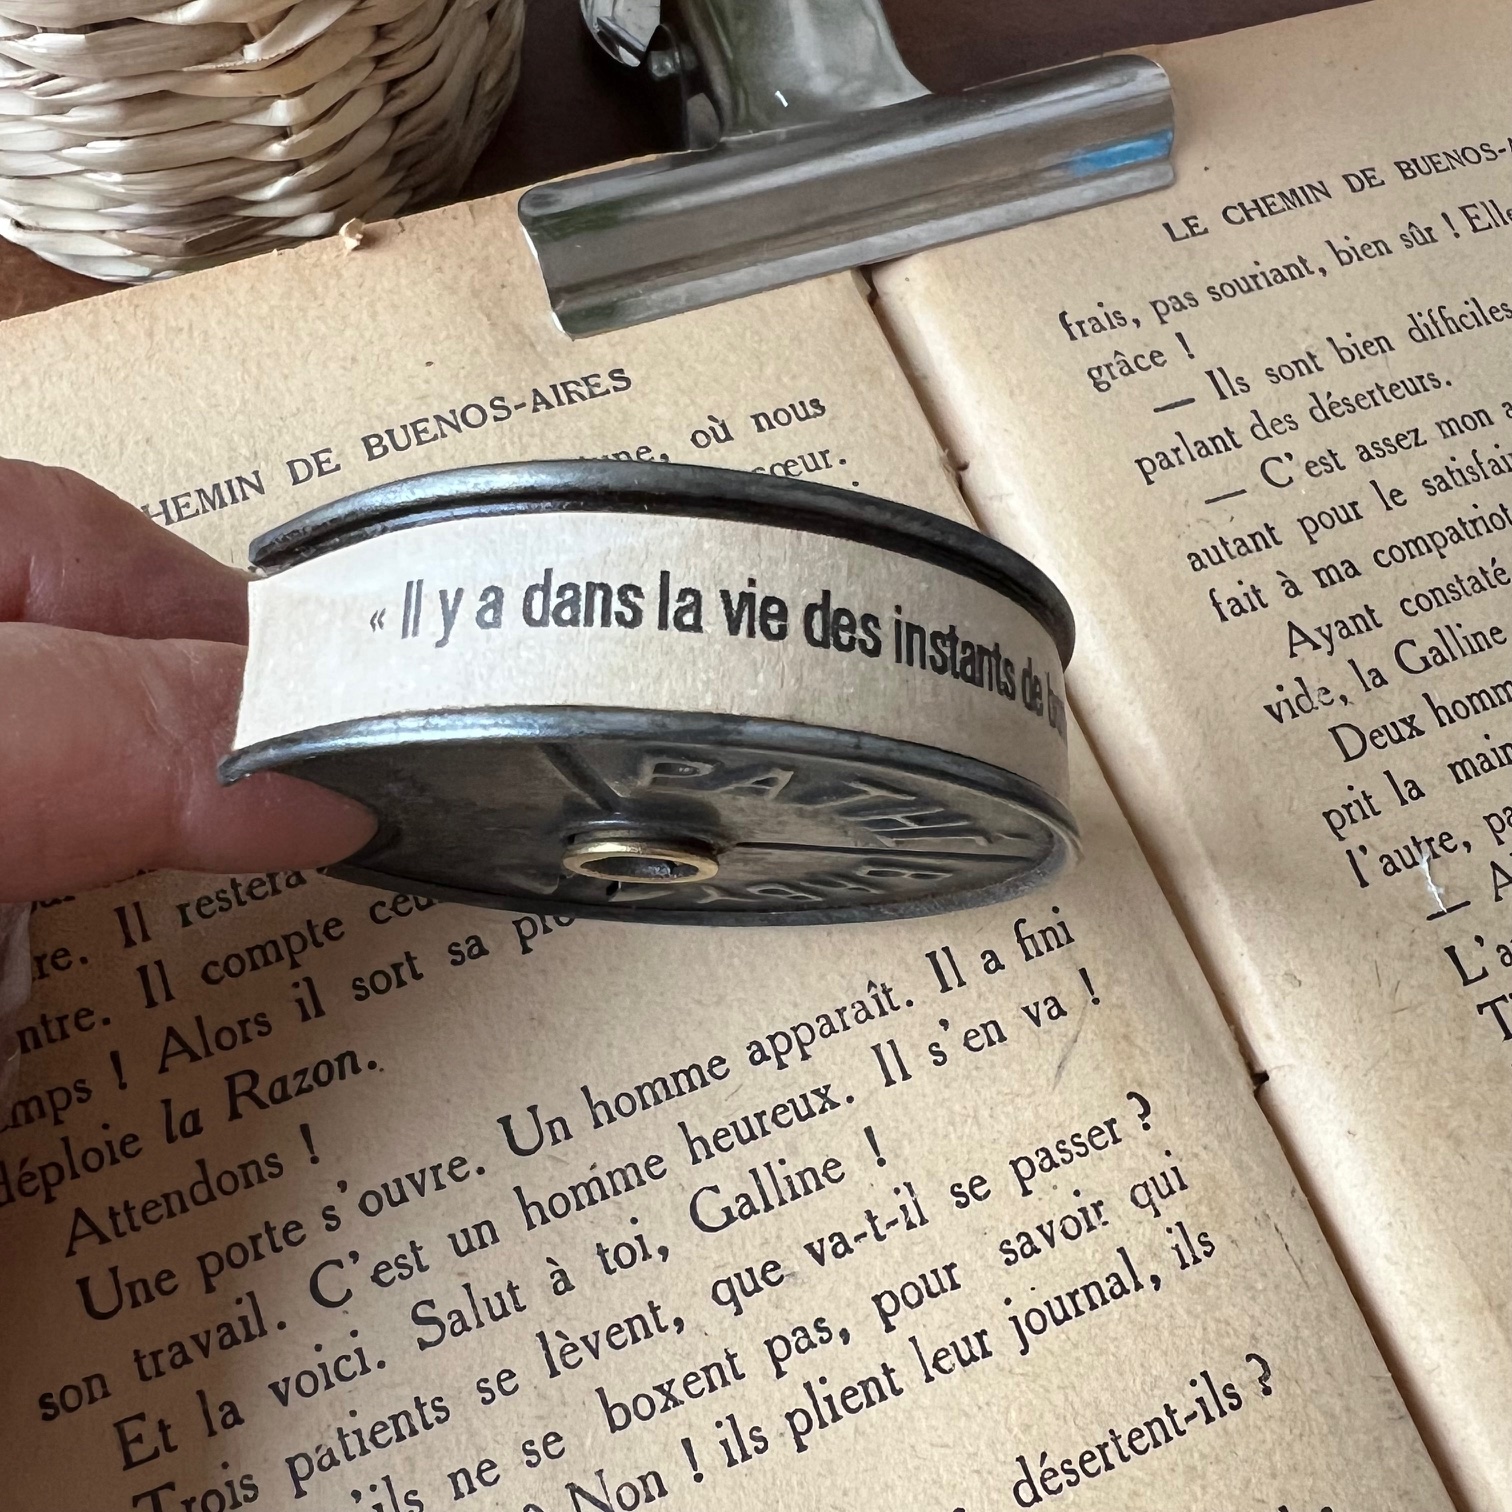 HEMIN DE BUENOS-AIRES
où nous
cœur.
« Il y a dans la vie des instants de
PATHÉ
BABY
Il restera
ntre. Il compte
mps ! Alors il sort sa
déploie la Razon.
Attendons !
Une porte s'ouvre. Un homme apparaît. Il a fini
son travail. C'est un homme heureux. Il s'en va !
Et la voici. Salut à toi, Galline !
Trois patients se lèvent, que va-t-il se passer ?
'ils ne se boxent pas, pour savoir qui
Non ! ils plient leur journal, ils
désertent-ils ?
LE CHEMIN DE BUENOS-A
frais, pas souriant, bien sûr ! Elle
grâce !
— Ils sont bien difficiles
parlant des déserteurs.
— C'est assez mon a
autant pour le satisfai
fait à ma compatriot
Ayant constaté
vide, la Galline
Deux homm
prit la main
l'autre, pa
— A
L'a